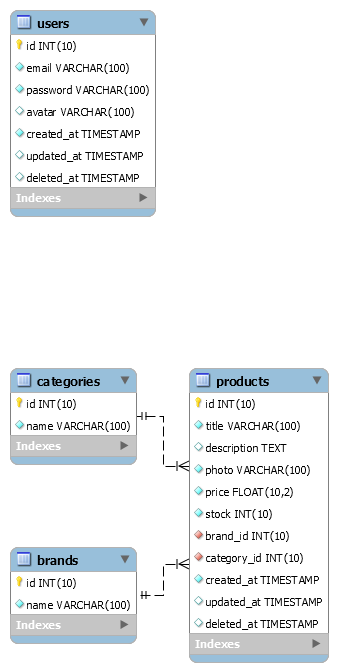 users
id INT(10)
email VARCHAR(100)
password VARCHAR(100)
avatar VARCHAR(100)
created_at TIMESTAMP
updated_at TIMESTAMP
deleted_at TIMESTAMP
Indexes
categories
id INT(10)
name VARCHAR(100)
Indexes
brands
id INT(10)
name VARCHAR(100)
Indexes
products
id INT(10)
title VARCHAR(100)
description TEXT
photo VARCHAR(100)
price FLOAT(10,2)
stock INT(10)
brand_id INT(10)
category_id INT(10)
created_at TIMESTAMP
updated_at TIMESTAMP
deleted_at TIMESTAMP
Indexes